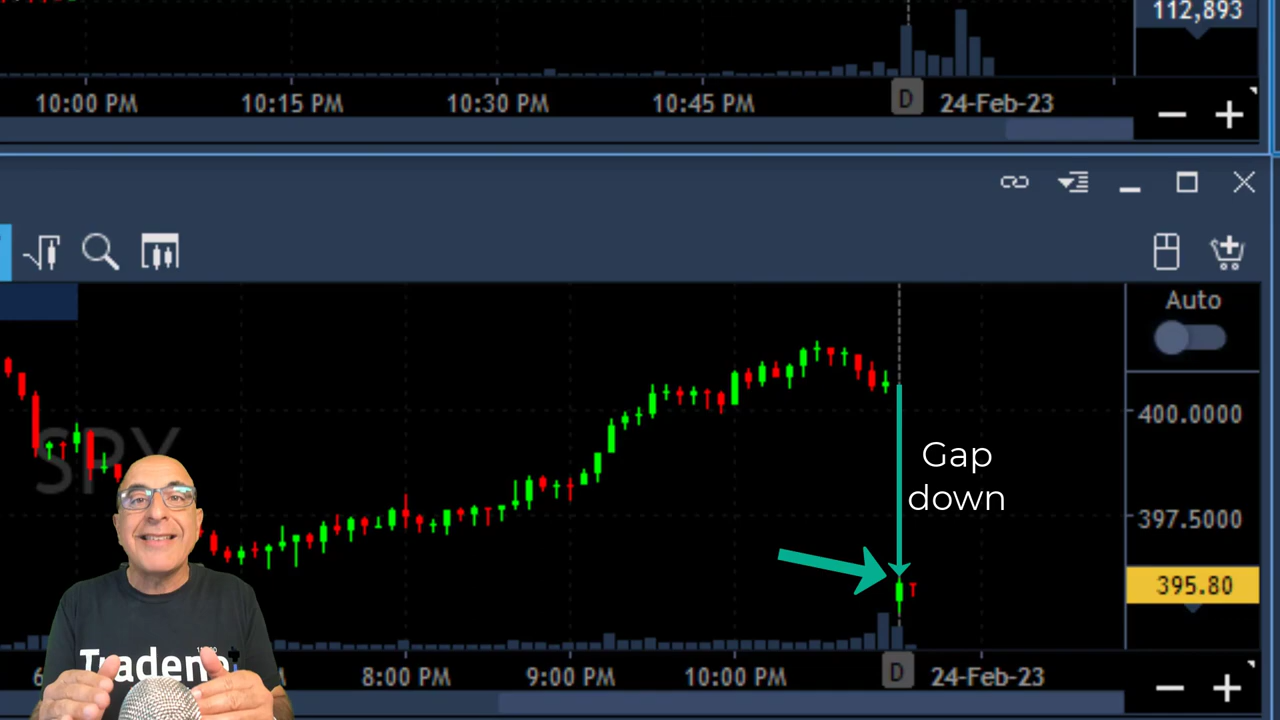 112,893
10:00 PM 10:15 PM 10:30 PM 10:45 PM D 24-Feb-23
Auto
SPY
400.0000
Gap
down
397.5000
395.80
8:00 PM 9:00 PM 10:00 PM D 24-Feb-23